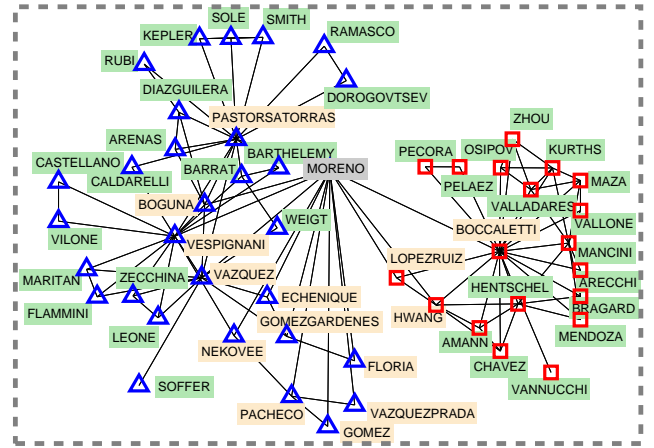 SOLE
SMITH
KEPLER
RAMASCO
RUBI
DIAZGUILERA
DOROGOVTSEV
PASTORSATORRAS
ZHOU
ARENAS
BARTHELEMY
PECORA
OSIPOV
KURTHS
CASTELLANO
CALDARELLI
BARRAT
MORENO
PELAEZ
MAZA
BOGUNA
WEIGT
VALLADARES
VALLONE
VILONE
VESPIGNANI
BOCCALETTI
MANCINI
MARITAN
ZECCHINA
VAZQUEZ
LOPEZRUIZ
ARECCHI
FLAMMINI
ECHENIQUE
HENTSCHEL
BRAGARD
LEONE
GOMEZGARDENES
HWANG
MENDOZA
NEKOVEE
AMANN
SOFFER
FLORIA
CHAVEZ
VANNUCCHI
PACHECO
VAZQUEZPRADA
GOMEZ